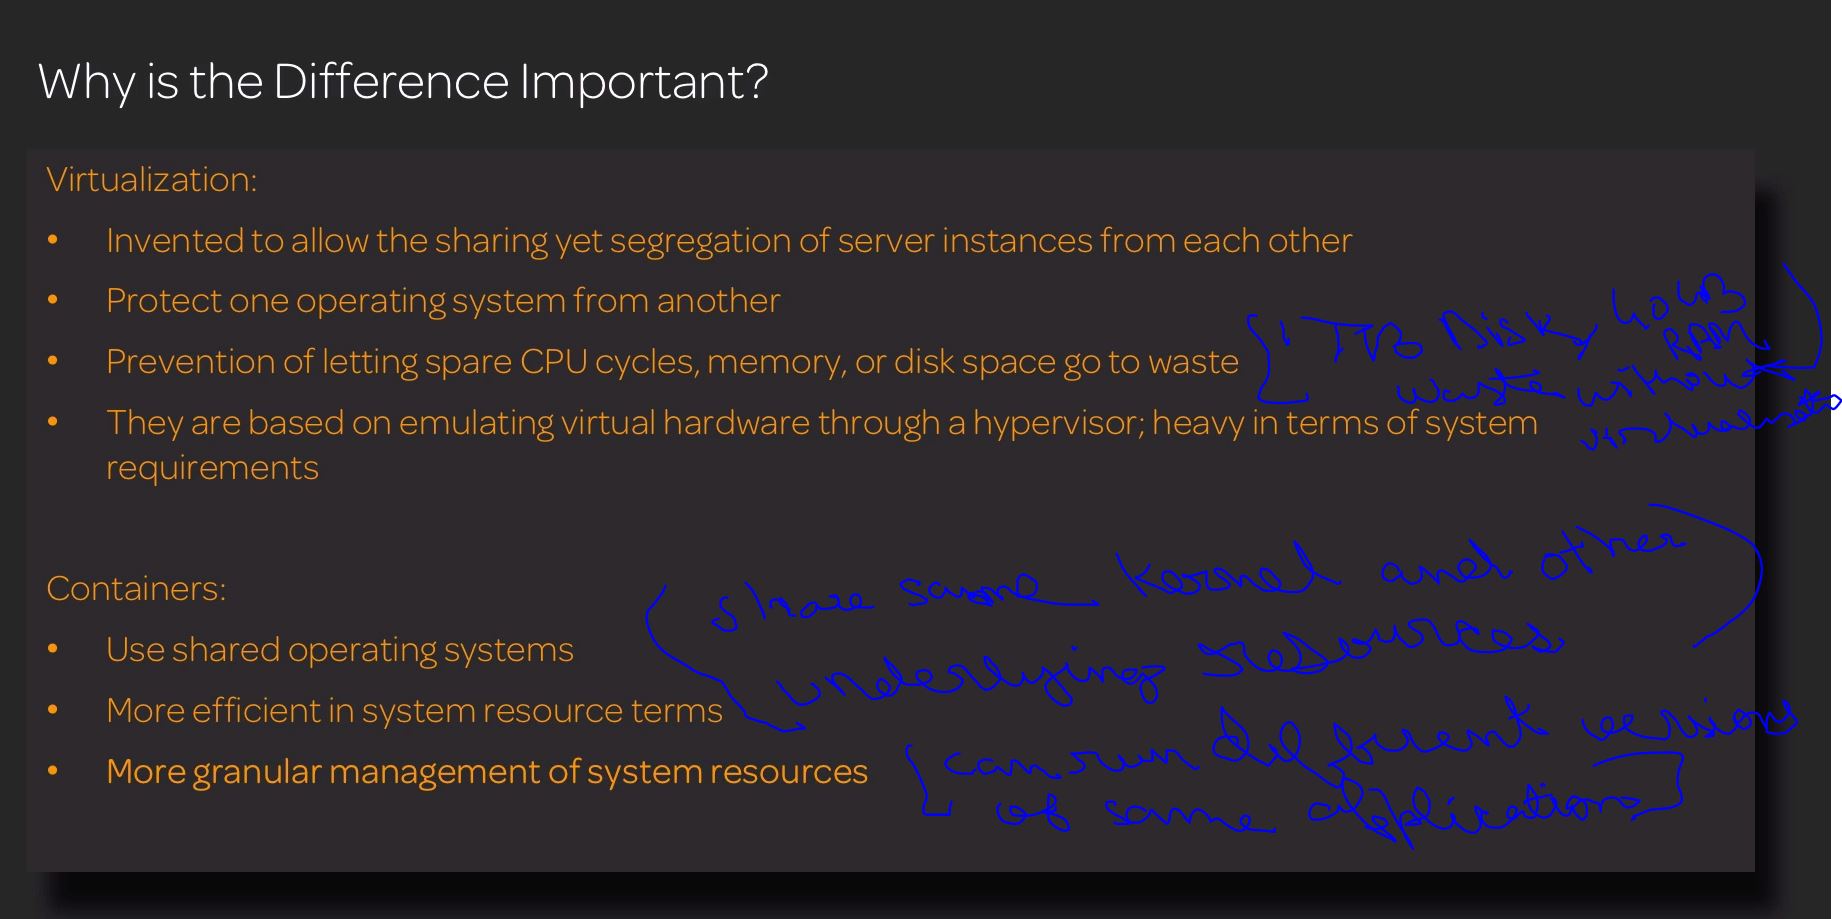 Why is the Difference Important?
Virtualization:
• Invented to allow the sharing yet segregation of server instances from each other
• Protect one operating system from another
• Prevention of letting spare CPU cycles, memory, or disk space go to waste
1 TB Disk, 40GB
RAM
waste without
• They are based on emulating virtual hardware through a hypervisor; heavy in terms of system
requirements
Containers:
share same kernel and other
• Use shared operating systems
underlying resources
• More efficient in system resource terms
can run different versions
• More granular management of system resources
of same application